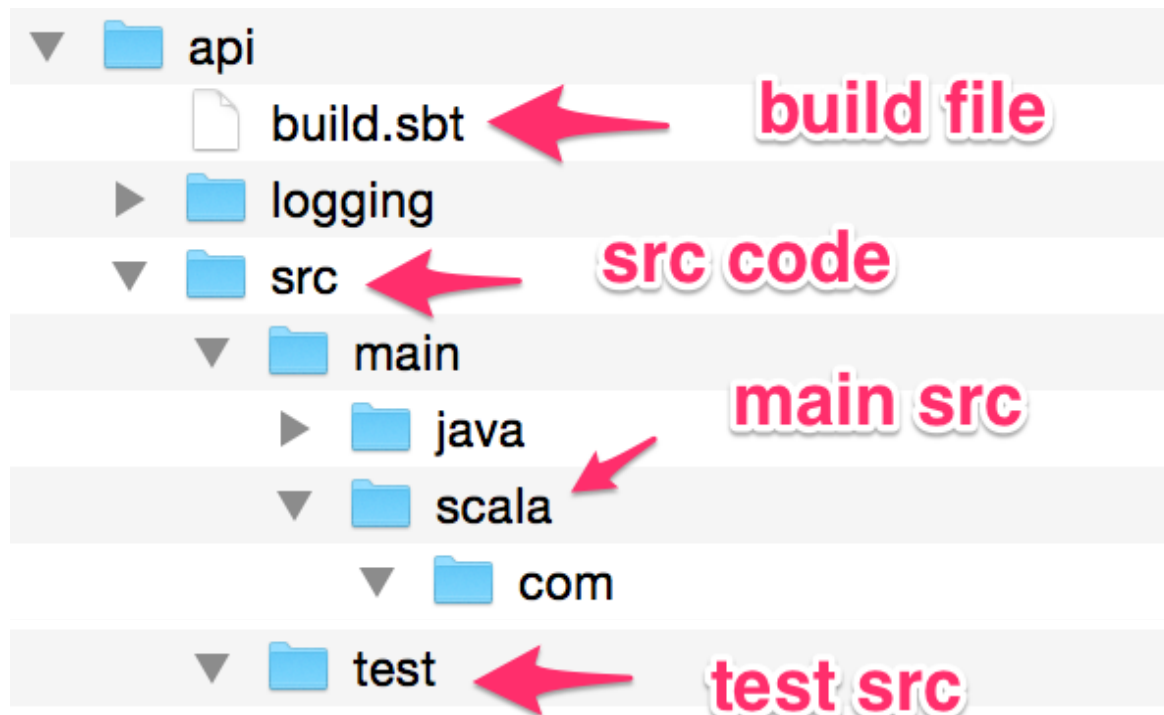 api
build.sbt
build file
logging
src
src code
main
main src
java
scala
com
test
test src